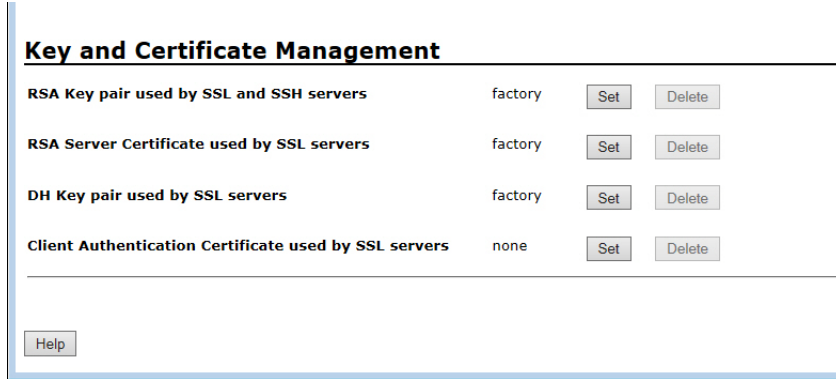 Key and Certificate Management
RSA Key pair used by SSL and SSH servers factory Set Delete
RSA Server Certificate used by SSL servers factory Set Delete
DH Key pair used by SSL servers factory Set Delete
Client Authentication Certificate used by SSL servers none Set Delete
Help